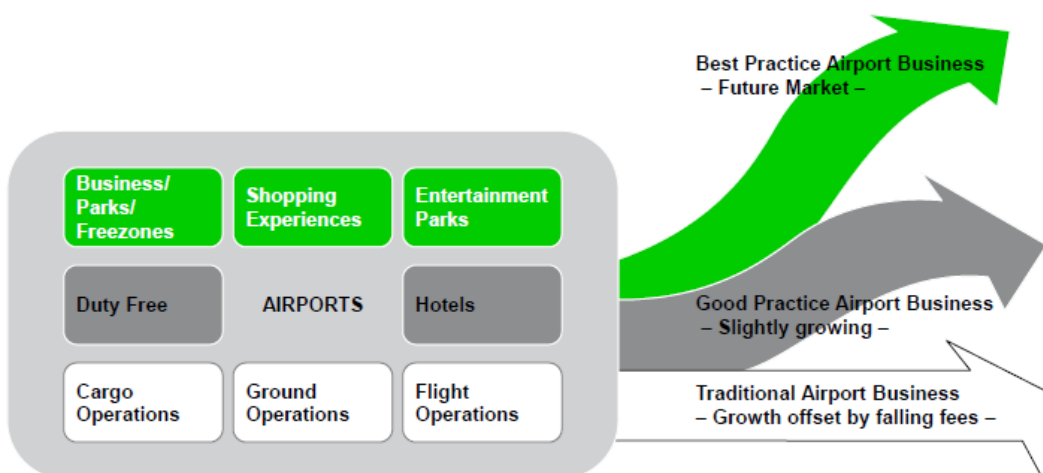 Best Practice Airport Business
– Future Market –
Business/
Parks/
Freezones
Shopping
Experiences
Entertainment
Parks
Duty Free
AIRPORTS
Hotels
Good Practice Airport Business
– Slightly growing –
Cargo
Operations
Ground
Operations
Flight
Operations
Traditional Airport Business
– Growth offset by falling fees –